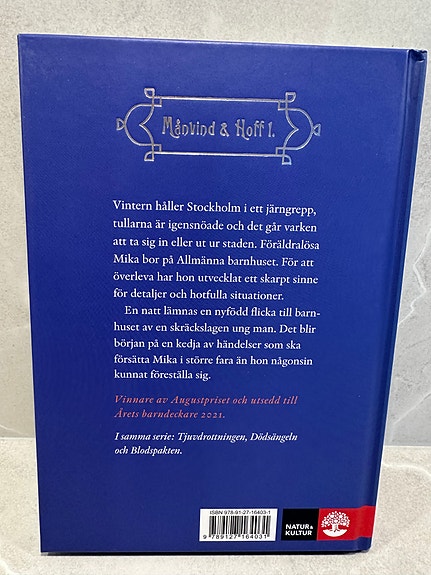 Månvind & Hoff 1.
Vintern håller Stockholm i ett järngrepp,
tullarna är igensnöade och det går varken
att ta sig in eller ut ur staden. Föräldralösa
Mika bor på Allmänna barnhuset. För att
överleva har hon utvecklat ett skarpt sinne
för detaljer och hotfulla situationer.
En natt lämnas en nyfödd flicka till barn-
huset av en skräckslagen ung man. Det blir
början på en kedja av händelser som ska
försätta Mika i större fara än hon någonsin
kunnat föreställa sig.
Vinnare av Augustpriset och utsedd till
Årets barndeckare 2021.
I samma serie: Tjuvdrottningen, Dödsängeln
och Blodspakten.
ISBN 978-91-27-16403-1
9 789127 164031
NATUR &
KULTUR